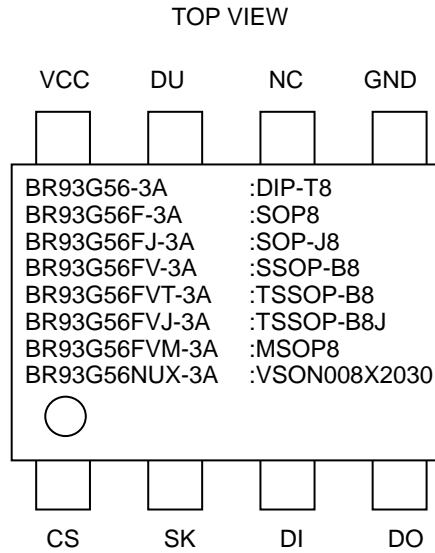 TOP VIEW
VCC DU NC GND
BR93G56-3A :DIP-T8
BR93G56F-3A :SOP8
BR93G56FJ-3A :SOP-J8
BR93G56FV-3A :SSOP-B8
BR93G56FVT-3A :TSSOP-B8
BR93G56FVJ-3A :TSSOP-B8J
BR93G56FVM-3A :MSOP8
BR93G56NUX-3A :VSON008X2030
CS SK DI DO